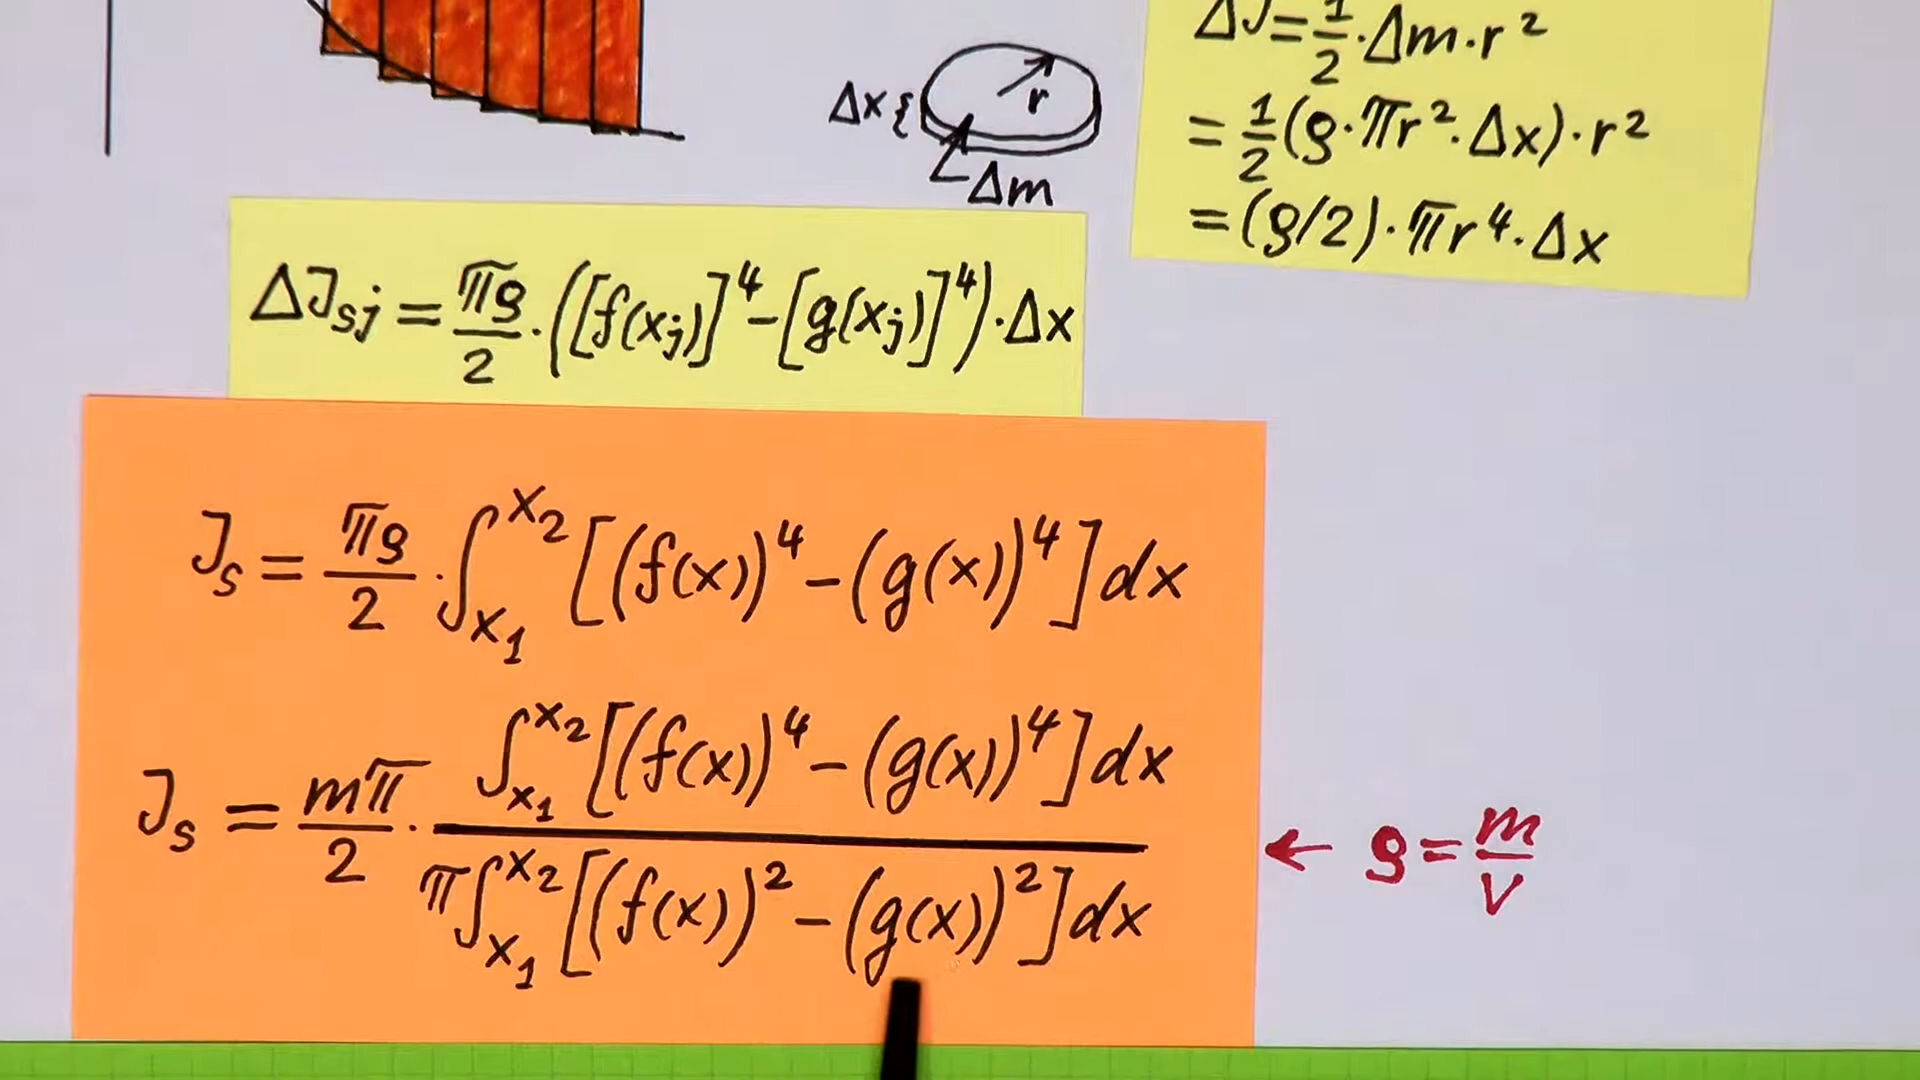 ΔJ = 1/2 · Δm · r²
= 1/2 (ρ · πr² · Δx) · r²
= (ρ/2) · πr⁴ · Δx
Δx {
r
Δm
ΔJ_sj = πρ/2 · ([f(x_j)]⁴ − [g(x_j)]⁴) · Δx
J_s = πρ/2 · ∫_{x₁}^{x₂} [(f(x))⁴ − (g(x))⁴] dx
J_s = mπ/2 · ∫_{x₁}^{x₂} [(f(x))⁴ − (g(x))⁴] dx / π∫_{x₁}^{x₂} [(f(x))² − (g(x))²] dx
← ρ = m/V